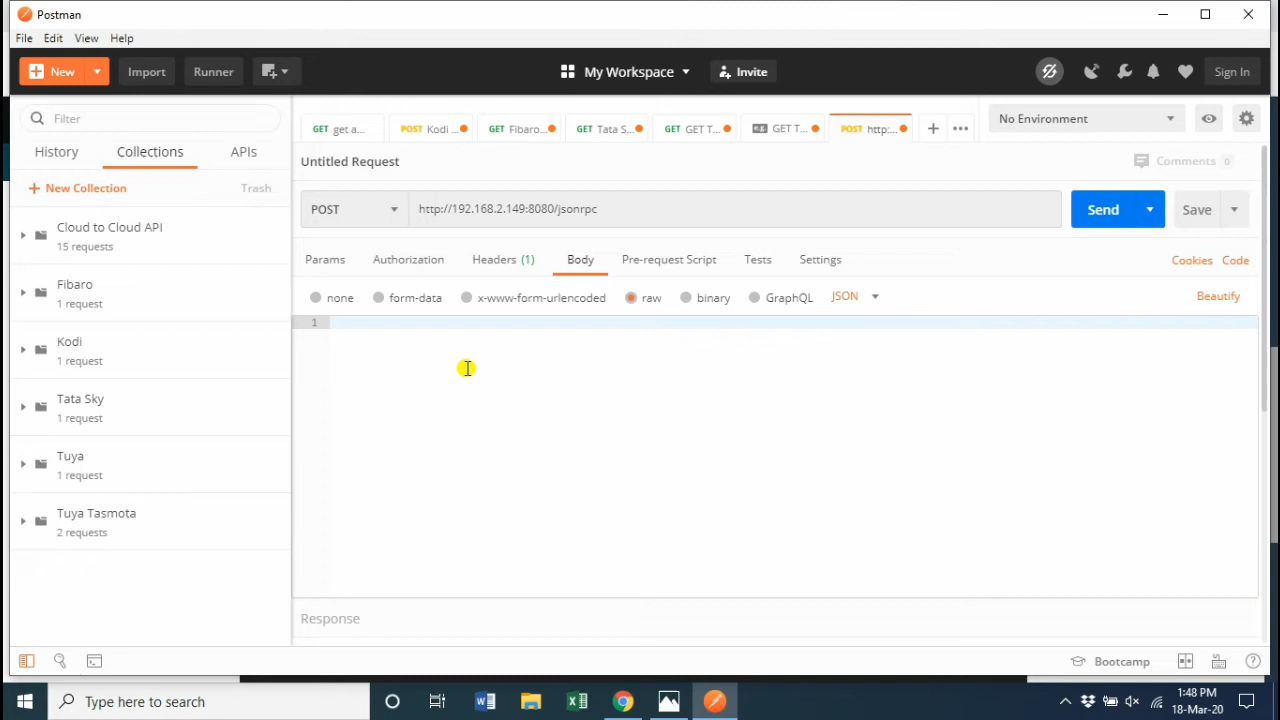 Postman
File Edit View Help
New Import Runner My Workspace Invite Sign In
Filter
History Collections APIs
New Collection Trash
Cloud to Cloud API
15 requests
Fibaro
1 request
Kodi
1 request
Tata Sky
1 request
Tuya
1 request
Tuya Tasmota
2 requests
GET get a... POST Kodi ... GET Fibaro... GET Tata S... GET GET T... GET T... POST http:... No Environment
Untitled Request Comments 0
POST http://192.168.2.149:8080/jsonrpc Send Save
Params Authorization Headers (1) Body Pre-request Script Tests Settings Cookies Code
none form-data x-www-form-urlencoded raw binary GraphQL JSON Beautify
1
Response
Bootcamp
Type here to search
1:48 PM
18-Mar-20